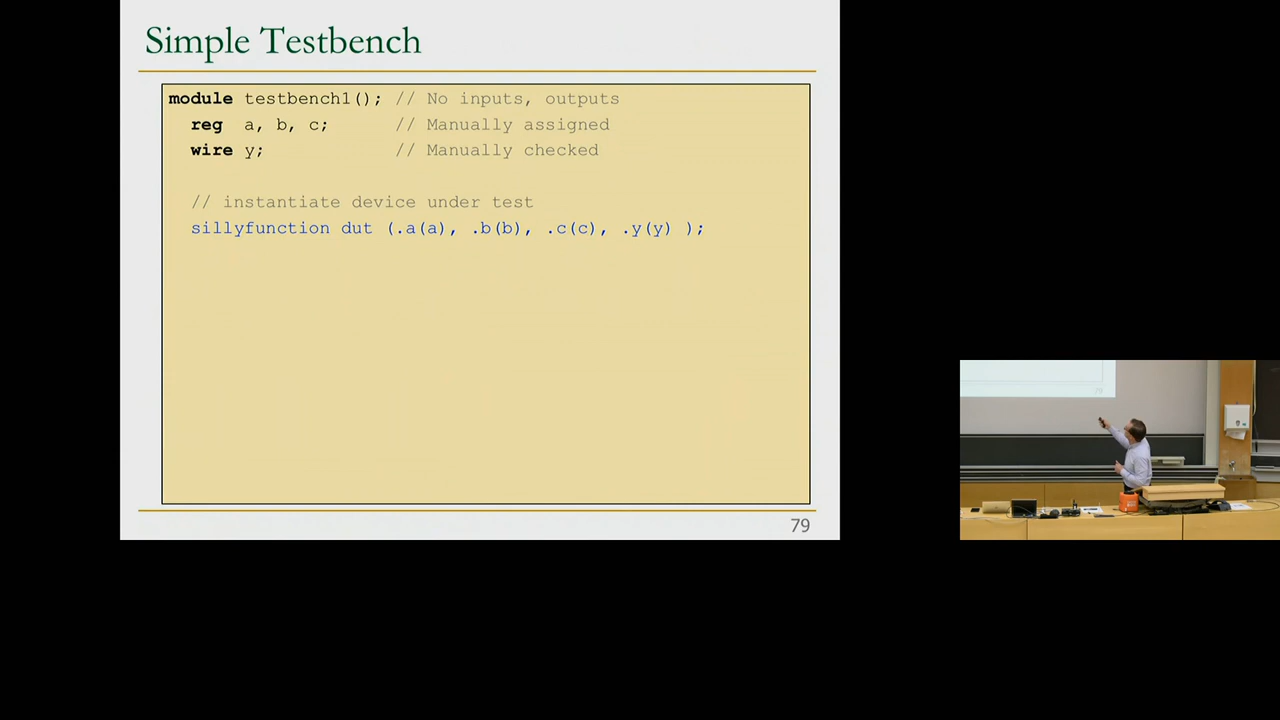 Simple Testbench
module testbench1(); // No inputs, outputs
reg a, b, c; // Manually assigned
wire y; // Manually checked
// instantiate device under test
sillyfunction dut (.a(a), .b(b), .c(c), .y(y) );
79